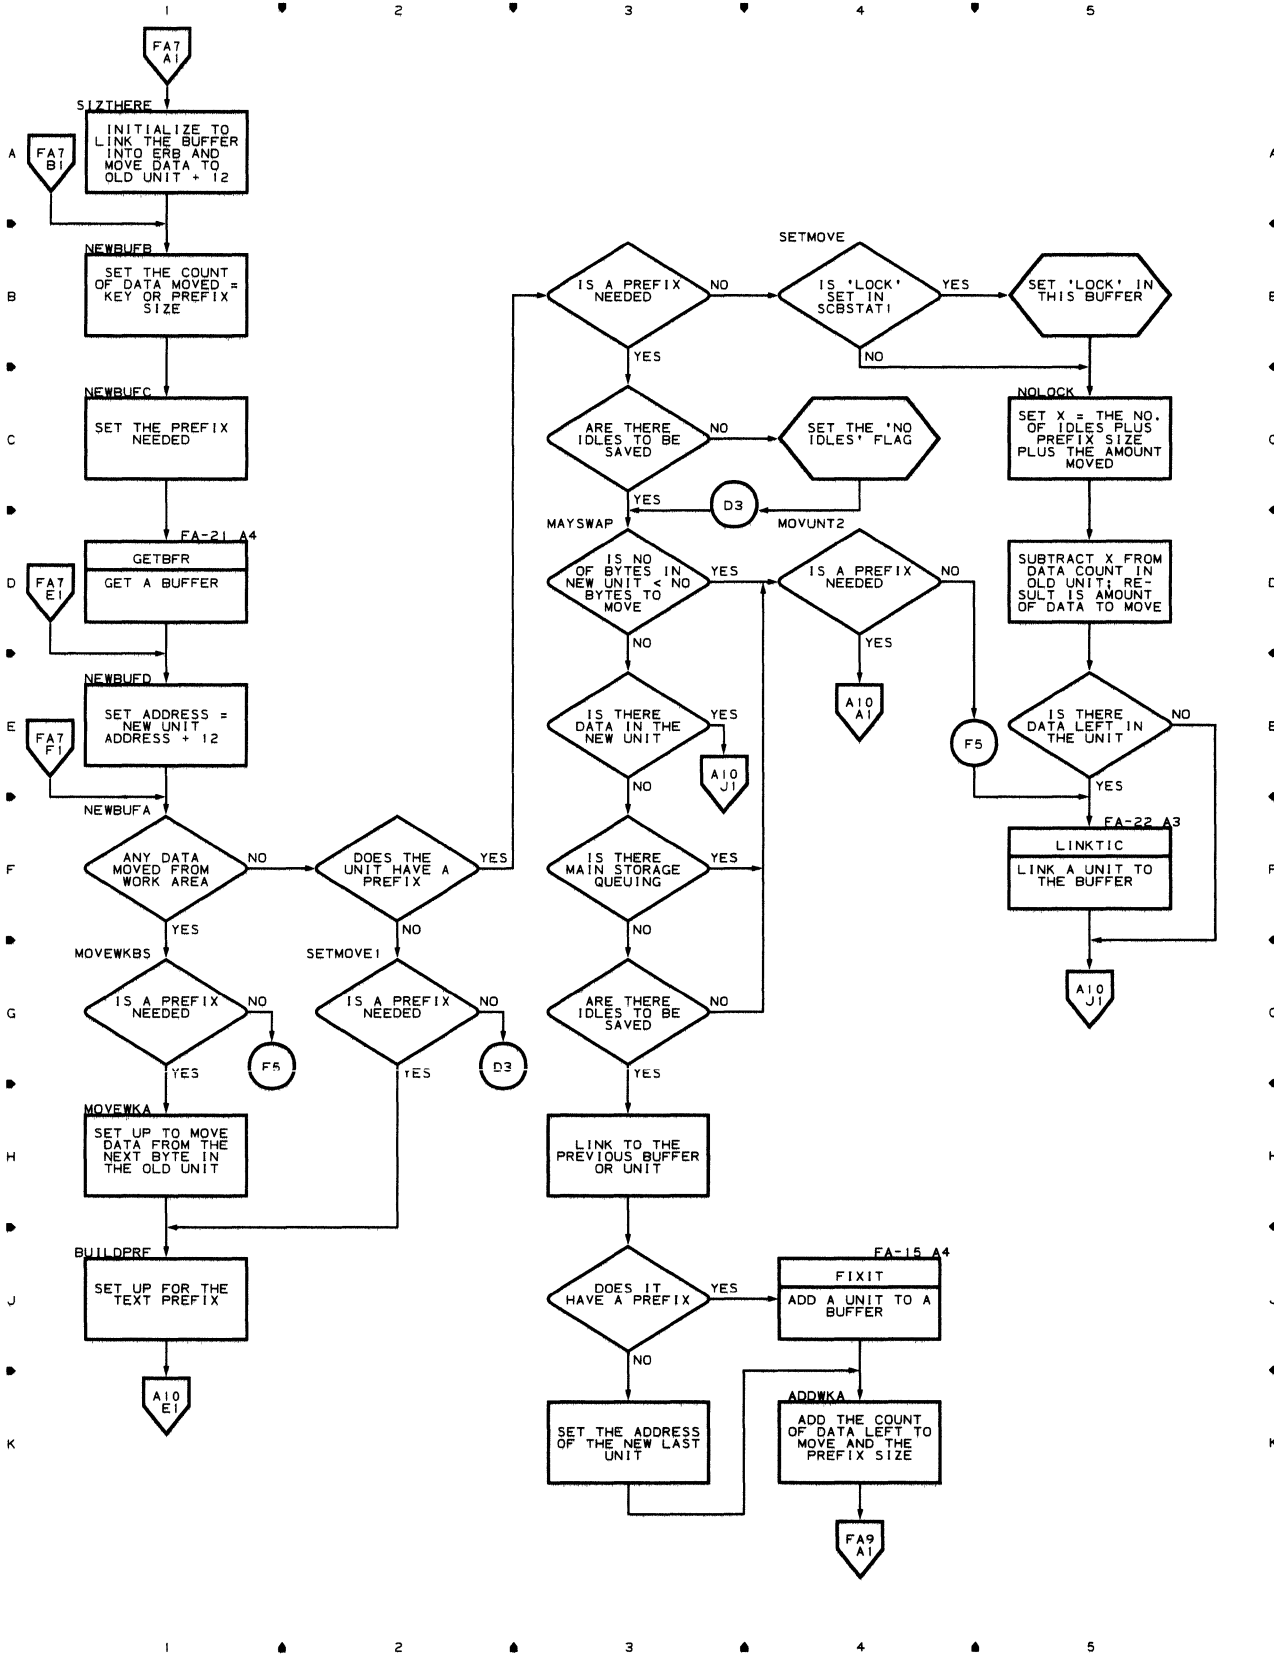 1 2 3 4 5
FA7
A1
SIZTHERE
INITIALIZE TO
LINK THE BUFFER
INTO ERB AND
MOVE DATA TO
OLD UNIT + 12
A
FA7
B1
A
NEWBUFB
SET THE COUNT
OF DATA MOVED =
KEY OR PREFIX
SIZE
B
IS A PREFIX
NEEDED
NO
YES
SETMOVE
IS 'LOCK'
SET IN
SCBSTAT1
YES
NO
SET 'LOCK' IN
THIS BUFFER
NEWBUFC
SET THE PREFIX
NEEDED
C
ARE THERE
IDLES TO BE
SAVED
NO
YES
SET THE 'NO
IDLES' FLAG
NOLOCK
SET X = THE NO.
OF IDLES PLUS
PREFIX SIZE
PLUS THE AMOUNT
MOVED
D3
FA-21 A4
GETBFR
GET A BUFFER
D
FA7
E1
MAYSWAP
IS NO
OF BYTES IN
NEW UNIT < NO
BYTES TO
MOVE
YES
NO
MOVUNT2
IS A PREFIX
NEEDED
NO
YES
SUBTRACT X FROM
DATA COUNT IN
OLD UNIT; RE-
SULT IS AMOUNT
OF DATA TO MOVE
NEWBUFD
SET ADDRESS =
NEW UNIT
ADDRESS + 12
E
FA7
F1
IS THERE
DATA IN THE
NEW UNIT
YES
NO
A10
J1
A10
A1
F5
IS THERE
DATA LEFT IN
THE UNIT
NO
YES
NEWBUFA
ANY DATA
MOVED FROM
WORK AREA
NO
YES
F
DOES THE
UNIT HAVE A
PREFIX
YES
NO
IS THERE
MAIN STORAGE
QUEUING
YES
NO
FA-22 A3
LINKTIC
LINK A UNIT TO
THE BUFFER
MOVEWKBS
IS A PREFIX
NEEDED
NO
YES
F5
G
SETMOVE1
IS A PREFIX
NEEDED
NO
YES
D3
ARE THERE
IDLES TO BE
SAVED
NO
YES
A10
J1
MOVEWKA
SET UP TO MOVE
DATA FROM THE
NEXT BYTE IN
THE OLD UNIT
H
LINK TO THE
PREVIOUS BUFFER
OR UNIT
BUILDPRF
SET UP FOR THE
TEXT PREFIX
J
DOES IT
HAVE A PREFIX
YES
NO
FA-15 A4
FIXIT
ADD A UNIT TO A
BUFFER
A10
E1
K
SET THE ADDRESS
OF THE NEW LAST
UNIT
ADDWKA
ADD THE COUNT
OF DATA LEFT TO
MOVE AND THE
PREFIX SIZE
FA9
A1
1 2 3 4 5